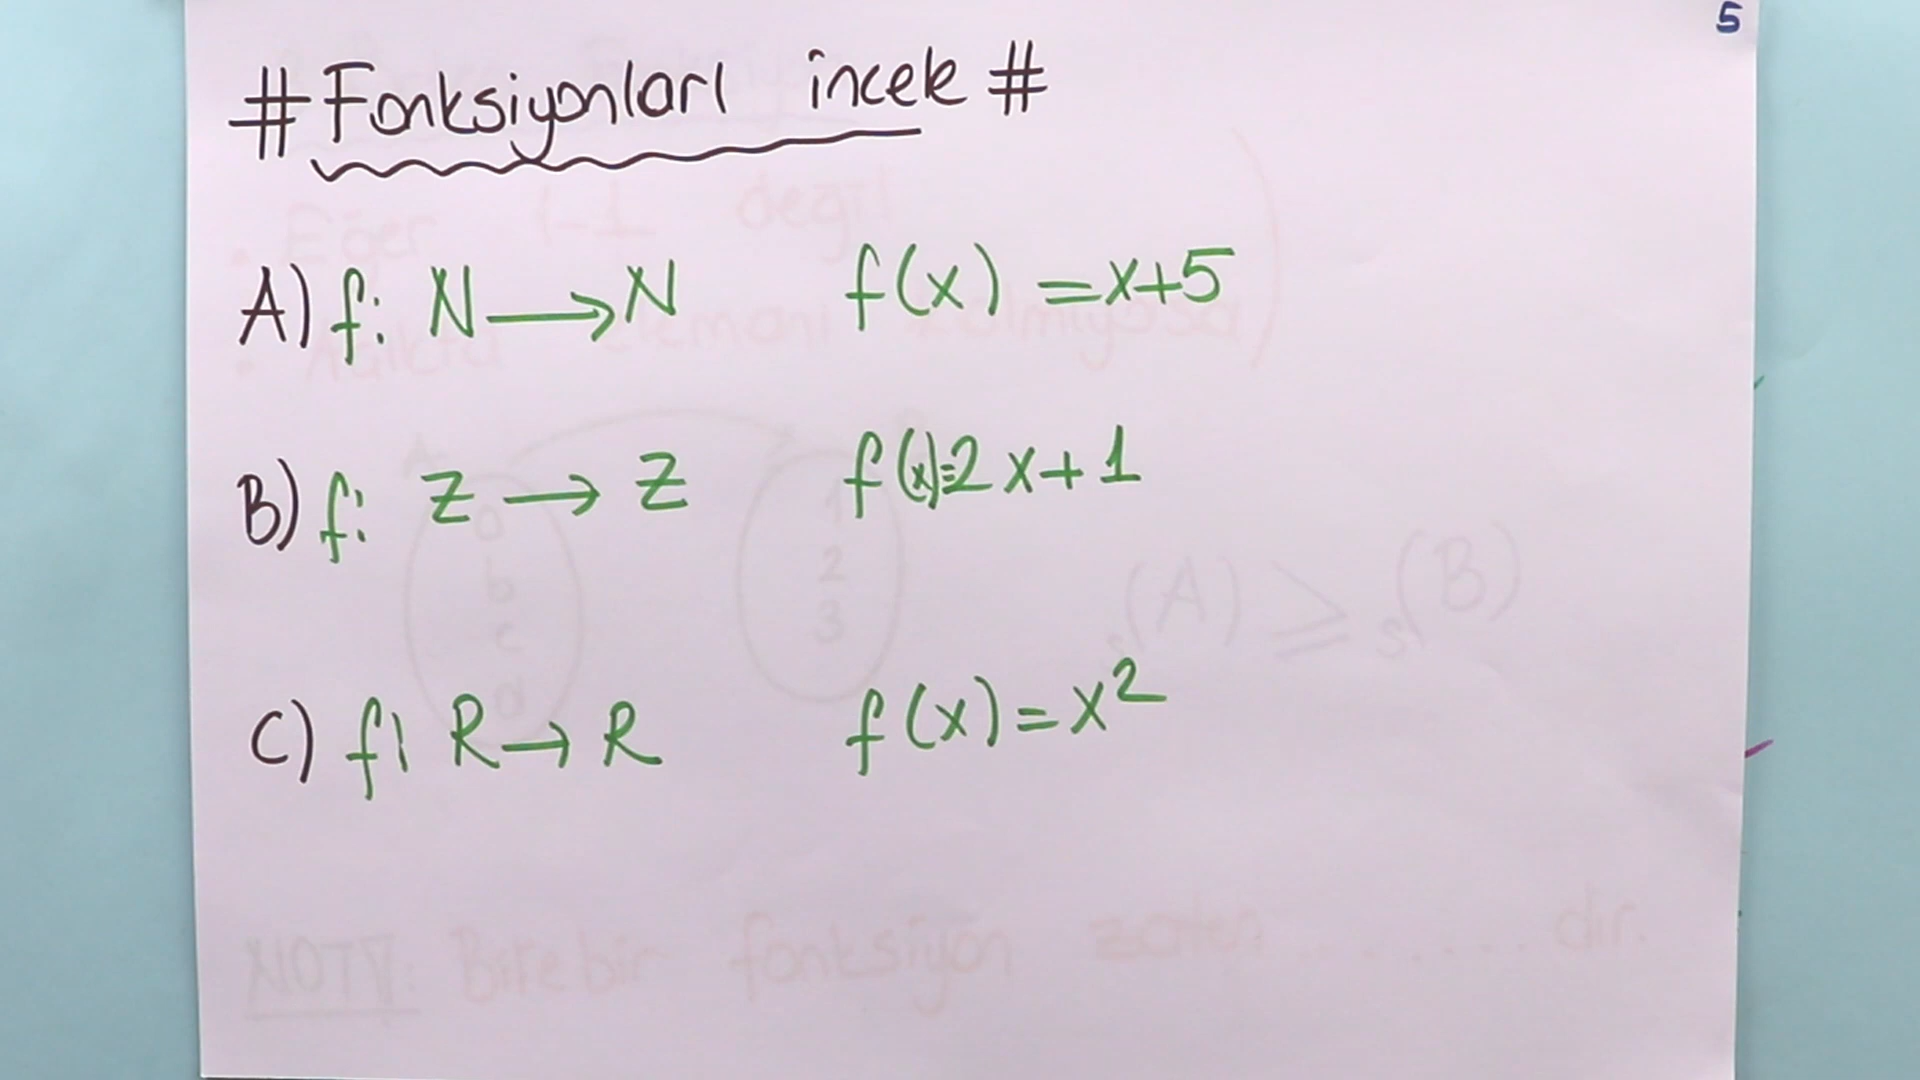 5
#Fonksiyonları incele #
A) f: N → N f(x) = x+5
B) f: Z → Z f(x)=2x+1
C) f: R → R f(x) = x²